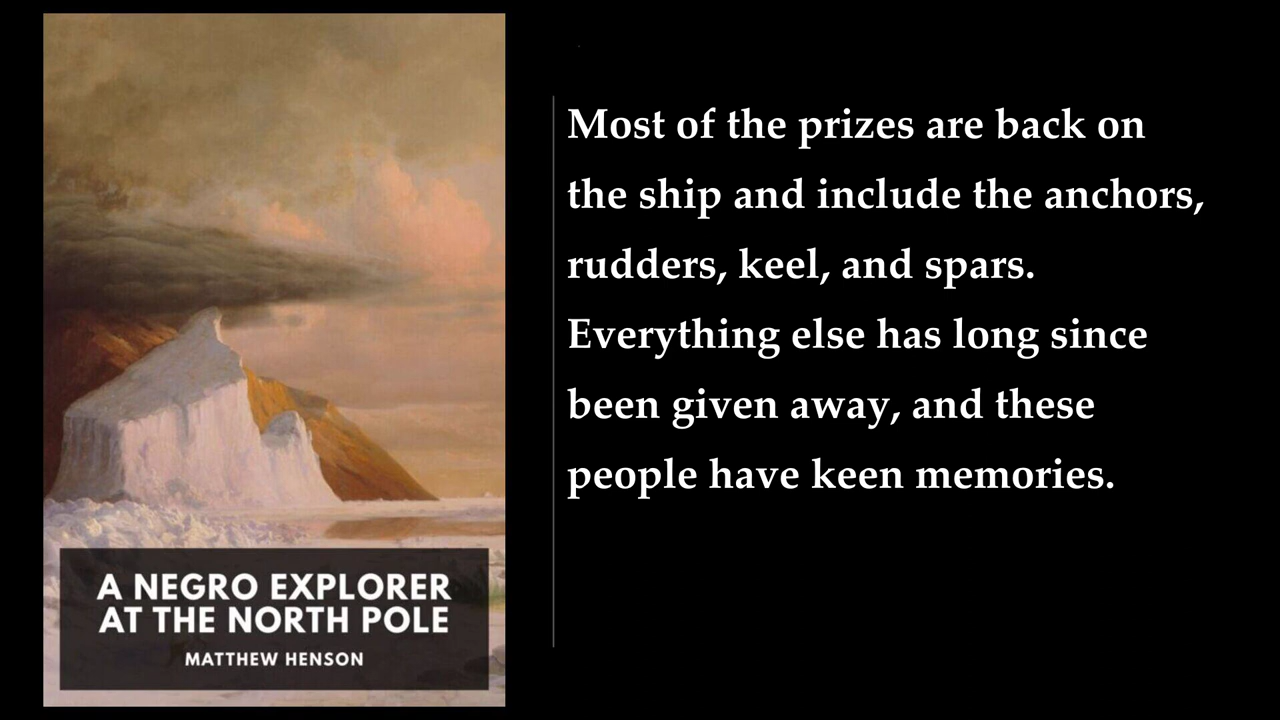 A NEGRO EXPLORER
AT THE NORTH POLE
MATTHEW HENSON
Most of the prizes are back on
the ship and include the anchors,
rudders, keel, and spars.
Everything else has long since
been given away, and these
people have keen memories.